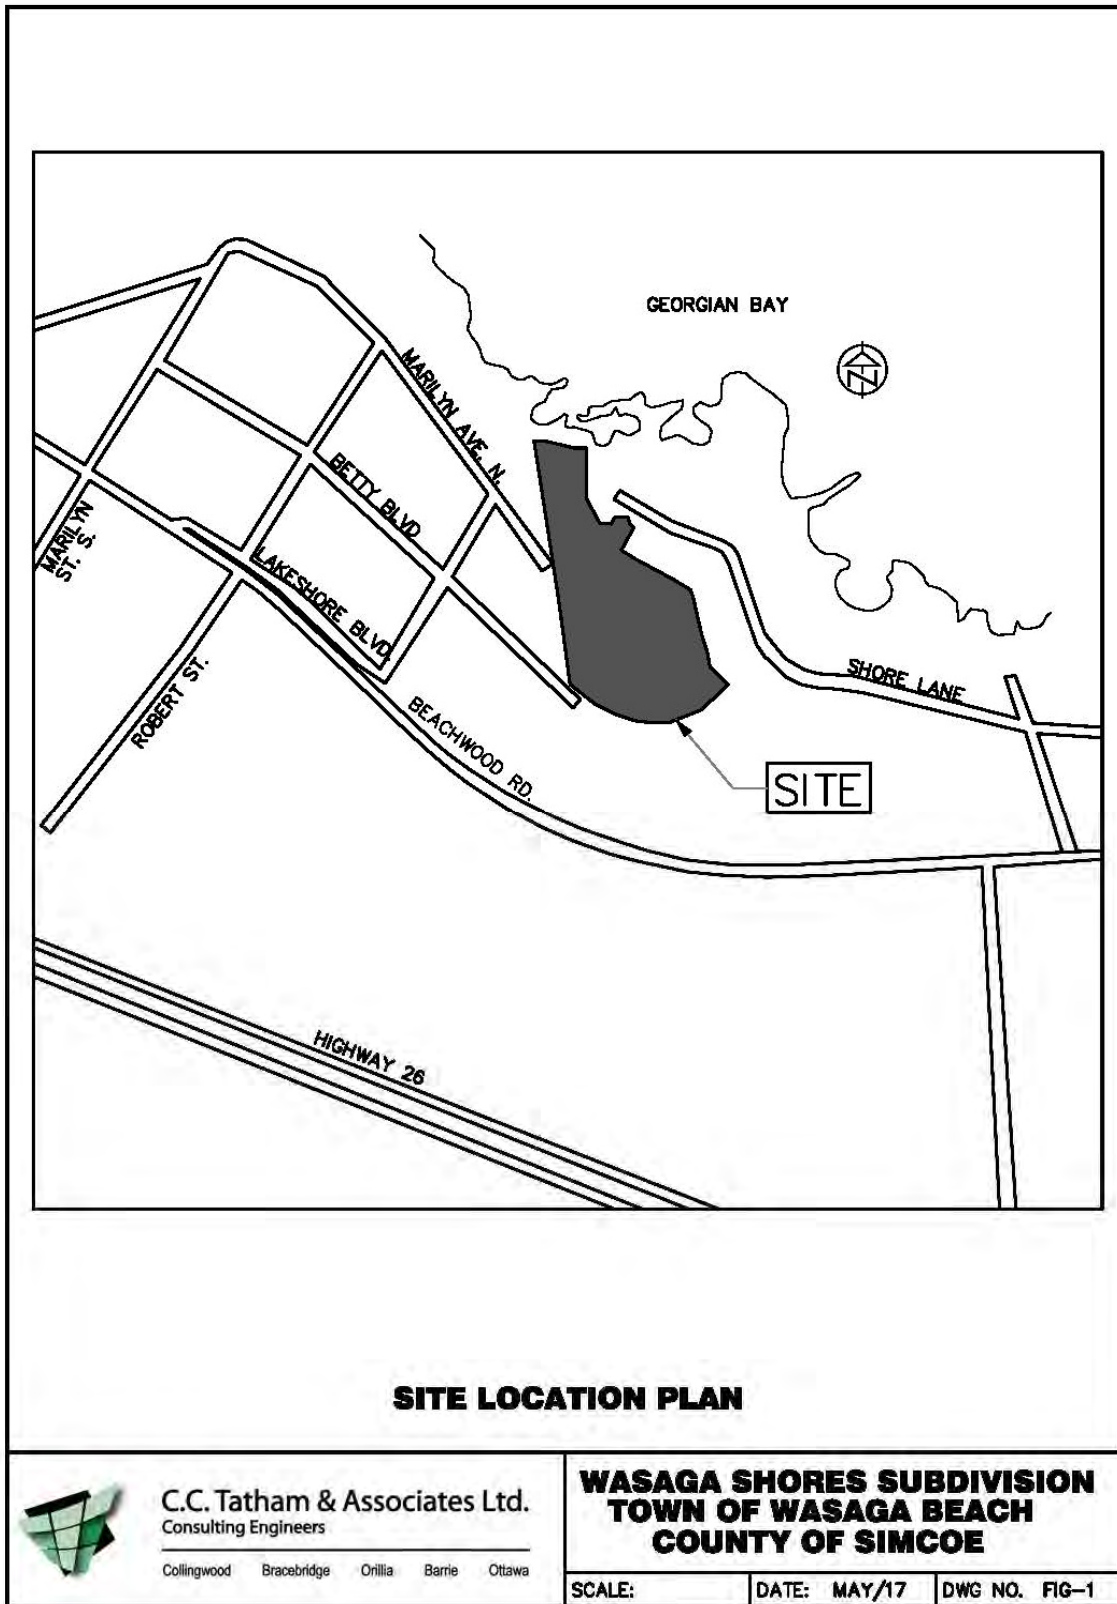 GEORGIAN BAY
N
MARILYN AVE. N.
BETTY BLVD
MARILYN
ST. S.
LAKESHORE BLVD.
ROBERT ST.
SHORE LANE
BEACHWOOD RD.
SITE
HIGHWAY 26
SITE LOCATION PLAN
C.C. Tatham & Associates Ltd.
Consulting Engineers
Collingwood Bracebridge Orillia Barrie Ottawa
WASAGA SHORES SUBDIVISION
TOWN OF WASAGA BEACH
COUNTY OF SIMCOE
SCALE: DATE: MAY/17 DWG NO. FIG-1